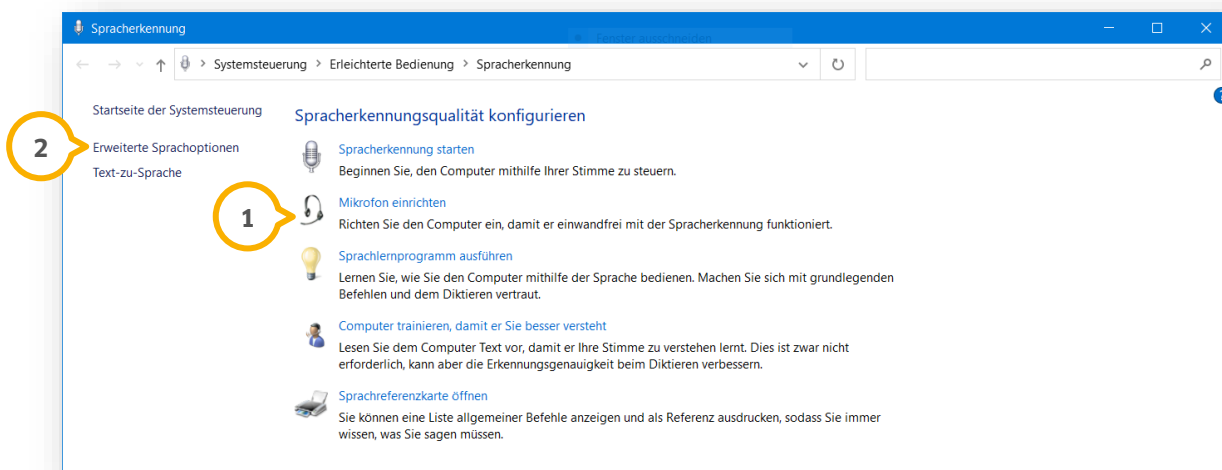 Spracherkennung
Fenster ausschneiden
Systemsteuerung > Erleichterte Bedienung > Spracherkennung
Startseite der Systemsteuerung
Spracherkennungsqualität konfigurieren
2
Erweiterte Sprachoptionen
Spracherkennung starten
Text-zu-Sprache
Beginnen Sie, den Computer mithilfe Ihrer Stimme zu steuern.
1
Mikrofon einrichten
Richten Sie den Computer ein, damit er einwandfrei mit der Spracherkennung funktioniert.
Sprachlernprogramm ausführen
Lernen Sie, wie Sie den Computer mithilfe der Sprache bedienen. Machen Sie sich mit grundlegenden
Befehlen und dem Diktieren vertraut.
Computer trainieren, damit er Sie besser versteht
Lesen Sie dem Computer Text vor, damit er Ihre Stimme zu verstehen lernt. Dies ist zwar nicht
erforderlich, kann aber die Erkennungsgenauigkeit beim Diktieren verbessern.
Sprachreferenzkarte öffnen
Sie können eine Liste allgemeiner Befehle anzeigen und als Referenz ausdrucken, sodass Sie immer
wissen, was Sie sagen müssen.